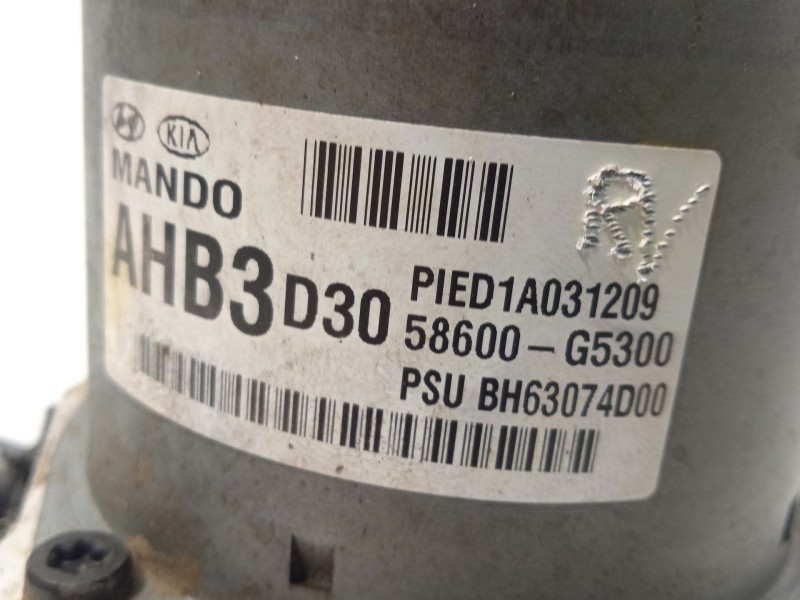 KIA
MANDO
AHB3 D30
PIED1A031209
58600-G5300
PSU BH63074D00
R